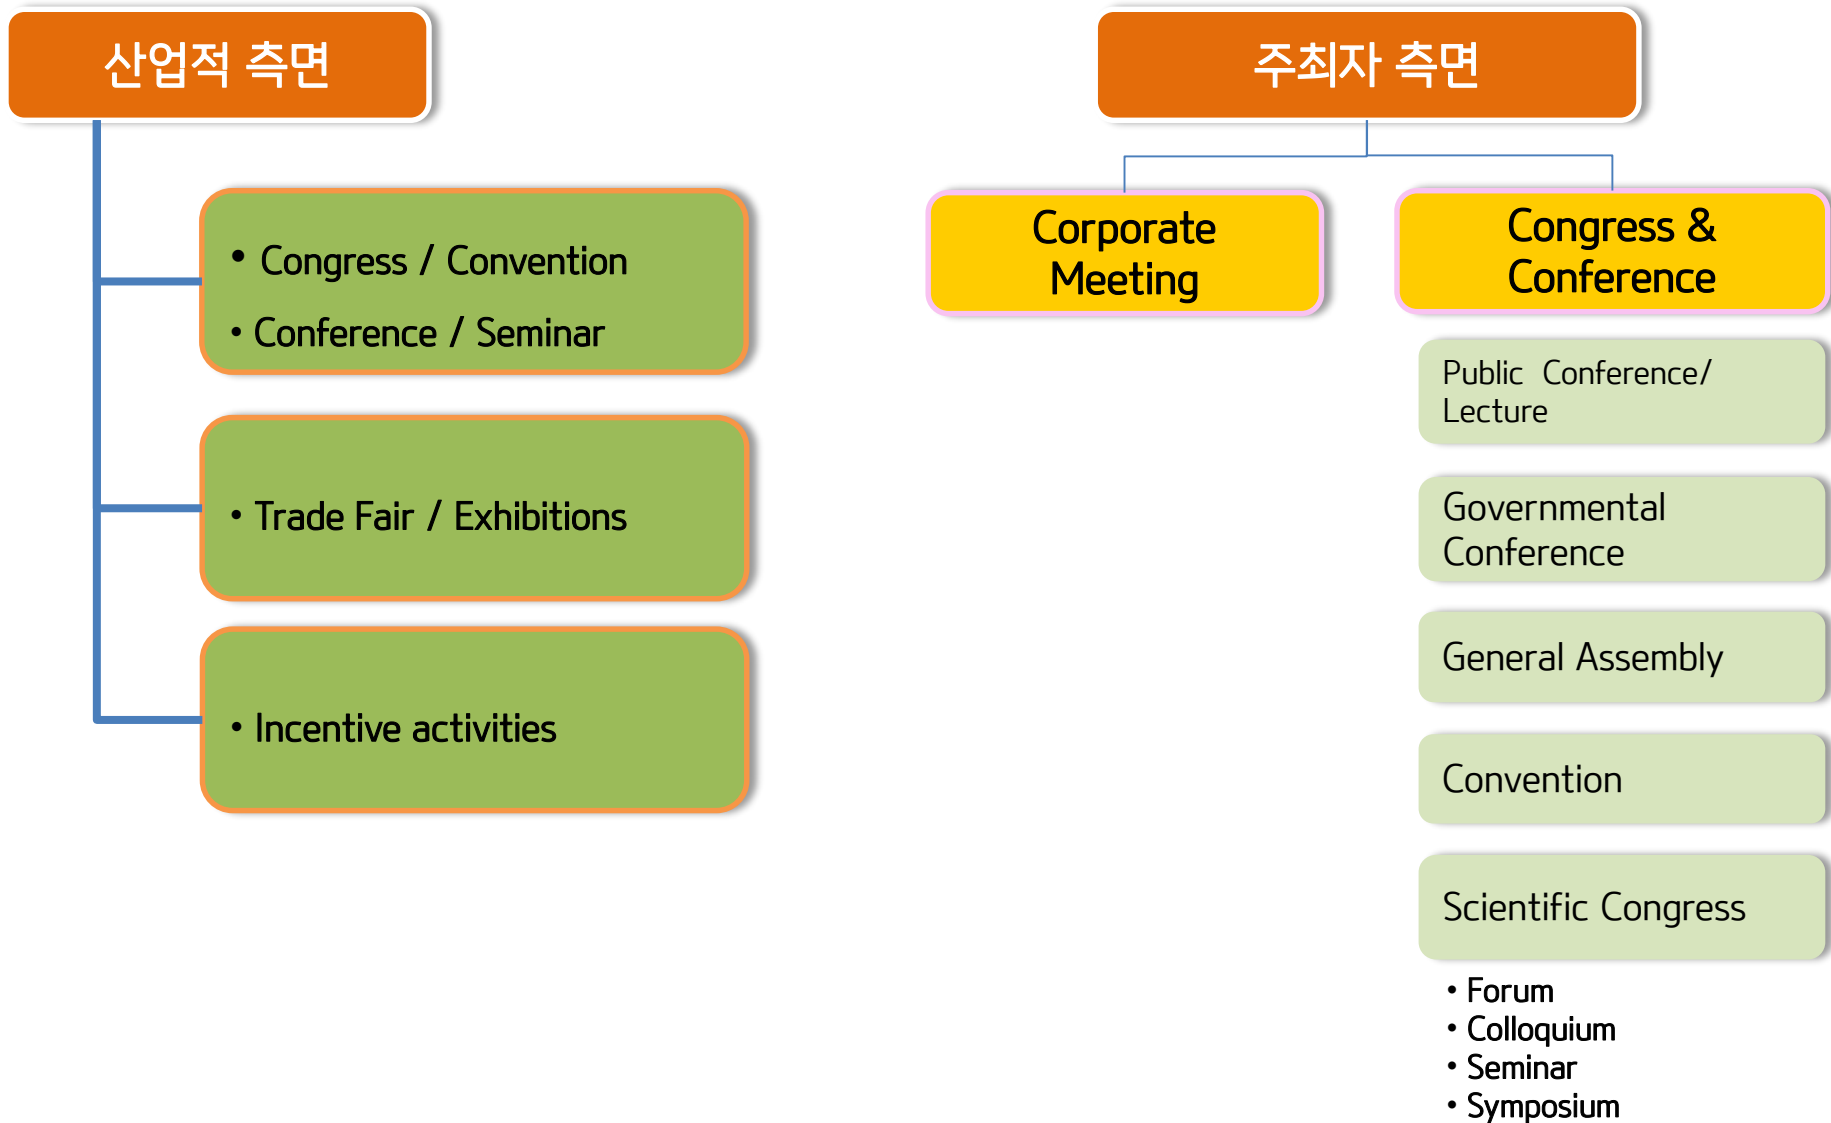 산업적 측면
• Congress / Convention
• Conference / Seminar
• Trade Fair / Exhibitions
• Incentive activities
주최자 측면
Corporate
Meeting
Congress &
Conference
Public Conference/
Lecture
Governmental
Conference
General Assembly
Convention
Scientific Congress
• Forum
• Colloquium
• Seminar
• Symposium